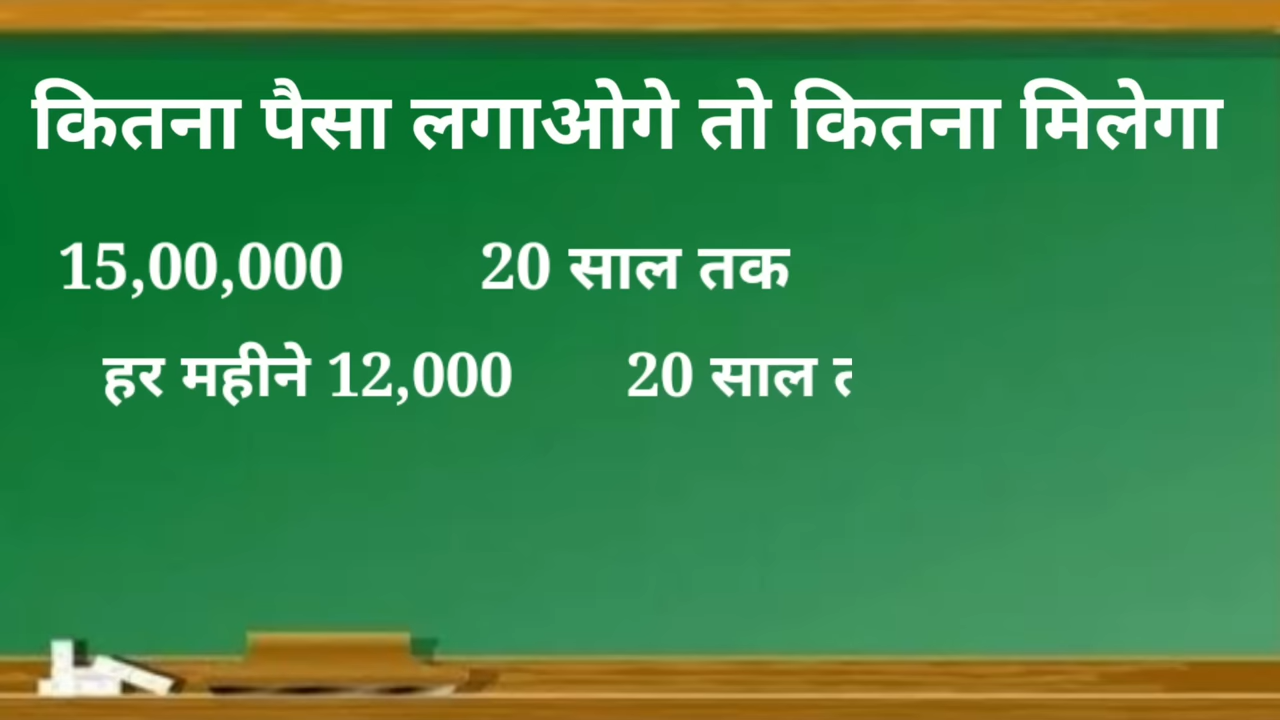 कितना पैसा लगाओगे तो कितना मिलेगा
15,00,000 20 साल तक
हर महीने 12,000 20 साल